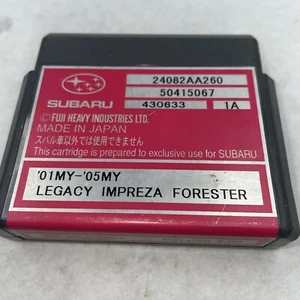 24082AA260
50415067
SUBARU
430633 1A
© FUJI HEAVY INDUSTRIES LTD.
MADE IN JAPAN
スバル車以外では使用できません
This cartridge is prepared to exclusive use for SUBARU
'01MY-'05MY
LEGACY IMPREZA FORESTER